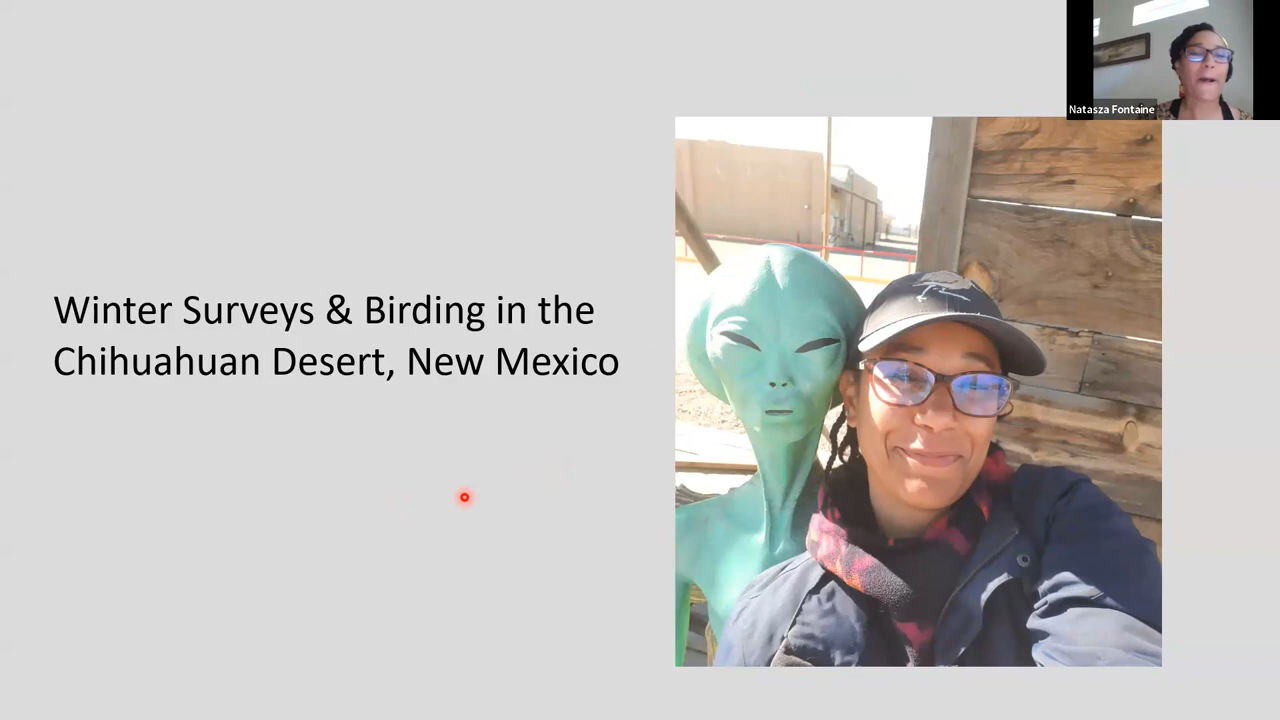 Natasza Fontaine
Winter Surveys & Birding in the
Chihuahuan Desert, New Mexico